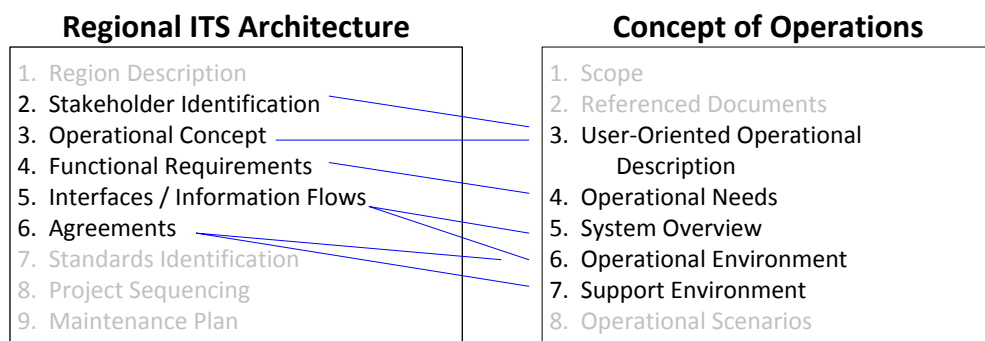 Regional ITS Architecture
1. Region Description
2. Stakeholder Identification
3. Operational Concept
4. Functional Requirements
5. Interfaces / Information Flows
6. Agreements
7. Standards Identification
8. Project Sequencing
9. Maintenance Plan
Concept of Operations
1. Scope
2. Referenced Documents
3. User-Oriented Operational
Description
4. Operational Needs
5. System Overview
6. Operational Environment
7. Support Environment
8. Operational Scenarios